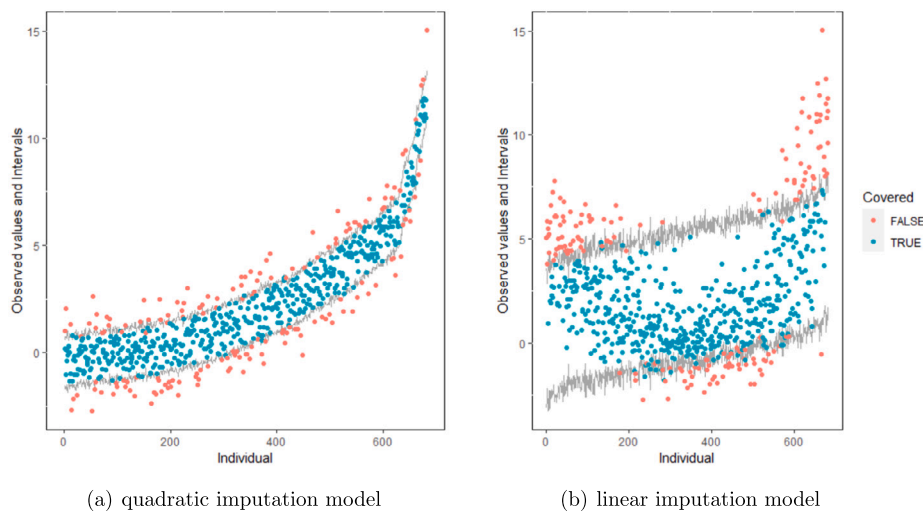 15
10
5
0
Observed values and Intervals
0
200
400
600
Individual
(a) quadratic imputation model
15
10
5
0
Observed values and Intervals
0
200
400
600
Individual
(b) linear imputation model
Covered
FALSE
TRUE